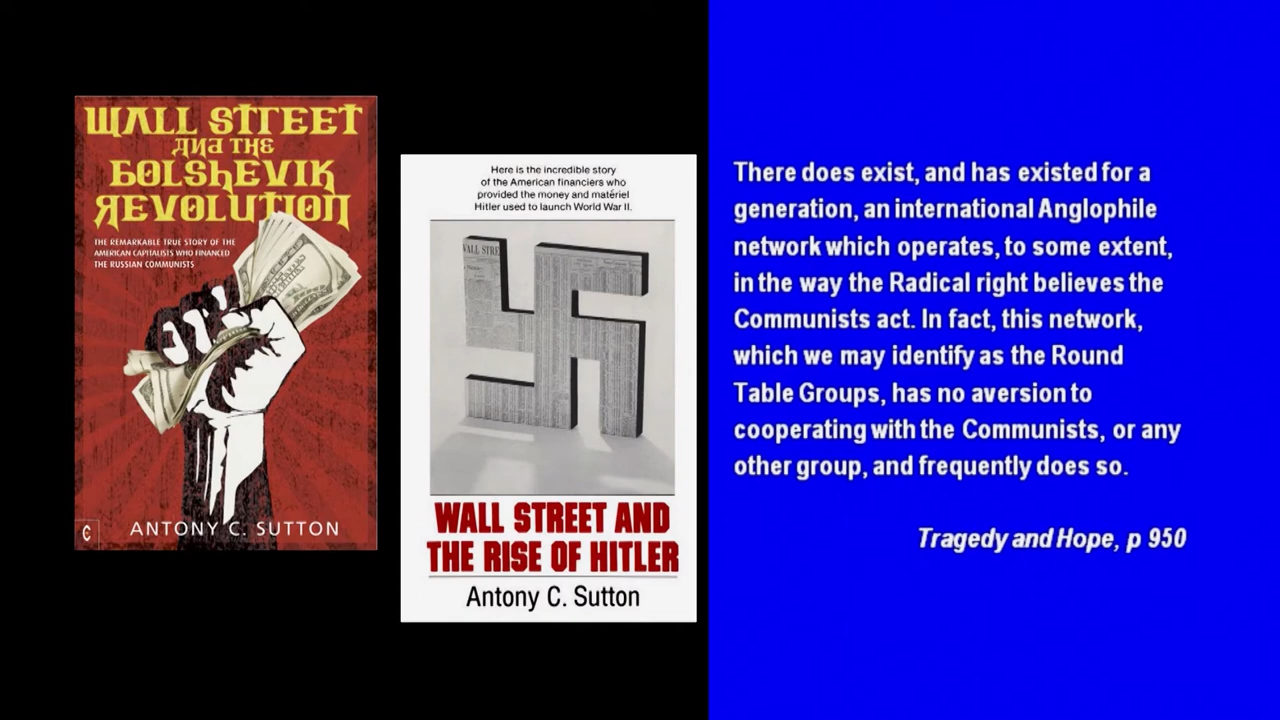 WALL STREET
AND THE
BOLSHEVIK
REVOLUTION
THE REMARKABLE TRUE STORY OF THE
AMERICAN CAPITALISTS WHO FINANCED
THE RUSSIAN COMMUNISTS
ANTONY C. SUTTON
Here is the incredible story
of the American financiers who
provided the money and matériel
Hitler used to launch World War II.
WALL STRE
WALL STREET AND
THE RISE OF HITLER
Antony C. Sutton
There does exist, and has existed for a
generation, an international Anglophile
network which operates, to some extent,
in the way the Radical right believes the
Communists act. In fact, this network,
which we may identify as the Round
Table Groups, has no aversion to
cooperating with the Communists, or any
other group, and frequently does so.
Tragedy and Hope, p 950